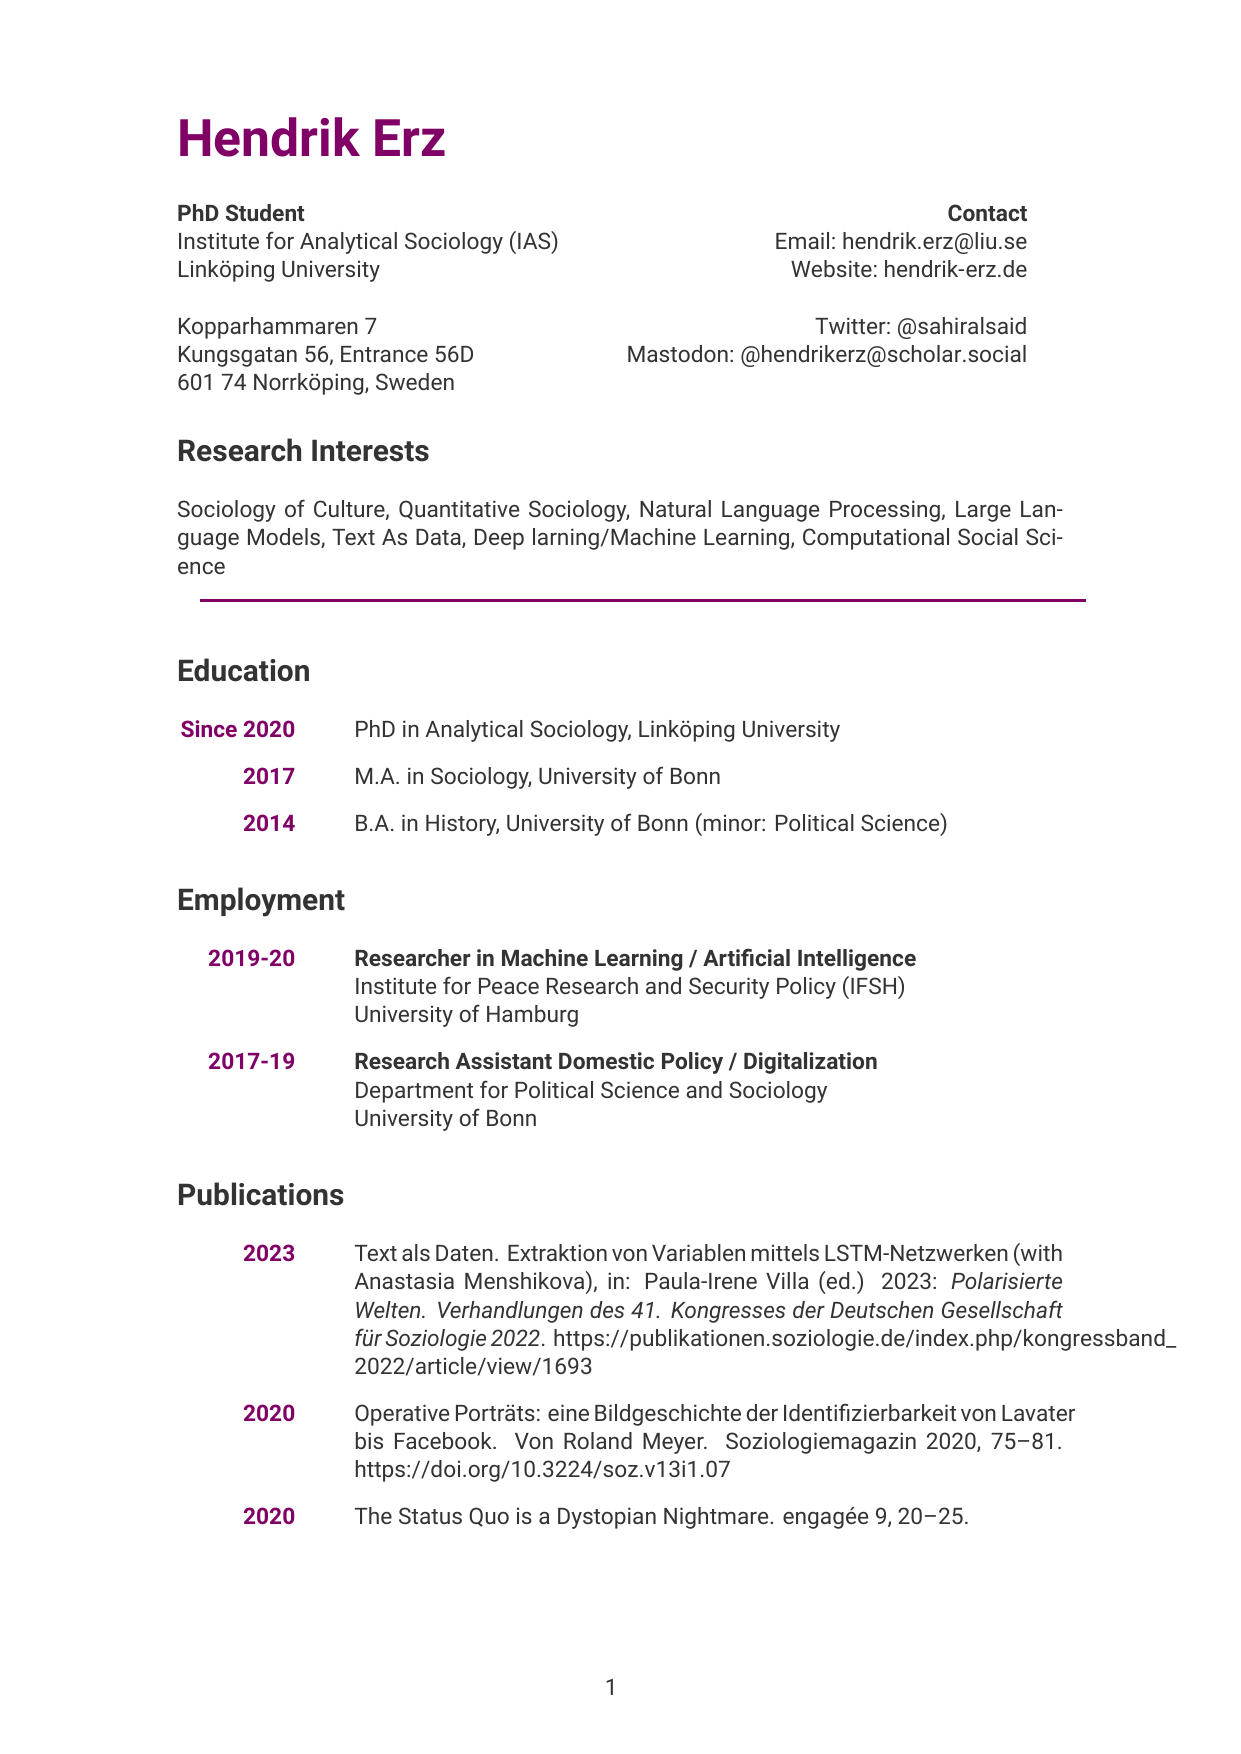 Hendrik Erz
PhD Student
Institute for Analytical Sociology (IAS)
Linköping University
Kopparhammaren 7
Kungsgatan 56, Entrance 56D
601 74 Norrköping, Sweden
Contact
Email: hendrik.erz@liu.se
Website: hendrik-erz.de
Twitter: @sahiralsaid
Mastodon: @hendrikerz@scholar.social
Research Interests
Sociology of Culture, Quantitative Sociology, Natural Language Processing, Large Lan-
guage Models, Text As Data, Deep larning/Machine Learning, Computational Social Sci-
ence
Education
Since 2020 PhD in Analytical Sociology, Linköping University
2017 M.A. in Sociology, University of Bonn
2014 B.A. in History, University of Bonn (minor: Political Science)
Employment
2019-20 Researcher in Machine Learning / Artificial Intelligence
Institute for Peace Research and Security Policy (IFSH)
University of Hamburg
2017-19 Research Assistant Domestic Policy / Digitalization
Department for Political Science and Sociology
University of Bonn
Publications
2023 Text als Daten. Extraktion von Variablen mittels LSTM-Netzwerken (with
Anastasia Menshikova), in: Paula-Irene Villa (ed.) 2023: Polarisierte
Welten. Verhandlungen des 41. Kongresses der Deutschen Gesellschaft
für Soziologie 2022. https://publikationen.soziologie.de/index.php/kongressband_
2022/article/view/1693
2020 Operative Porträts: eine Bildgeschichte der Identifizierbarkeit von Lavater
bis Facebook. Von Roland Meyer. Soziologiemagazin 2020, 75–81.
https://doi.org/10.3224/soz.v13i1.07
2020 The Status Quo is a Dystopian Nightmare. engagée 9, 20–25.
1